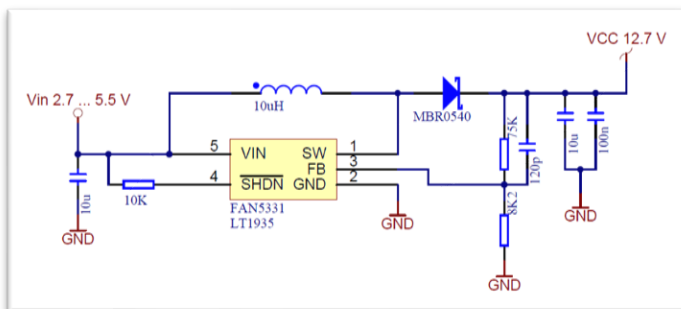 VCC 12.7 V
Vin 2.7 ... 5.5 V
10uH
MBR0540
75K
120p
10u
100n
5
VIN
SW
1
FB
3
4
SHDN
GND
2
10u
10K
FAN5331
LT1935
8K2
GND
GND
GND
GND